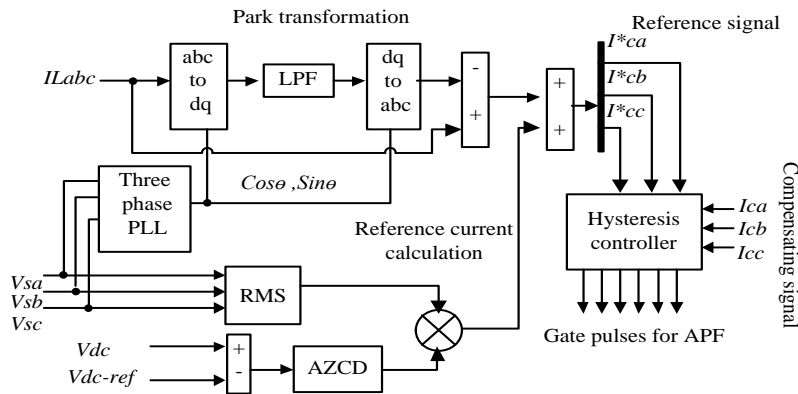 Park transformation
Reference signal
ILabc
abc
to
dq
LPF
dq
to
abc
-
+
+
+
I*ca
I*cb
I*cc
Three
phase
PLL
Cosɵ ,Sinɵ
Reference current
calculation
Hysteresis
controller
Ica
Icb
Icc
Compensating signal
Vsa
Vsb
Vsc
RMS
Gate pulses for APF
Vdc
Vdc-ref
+
-
AZCD